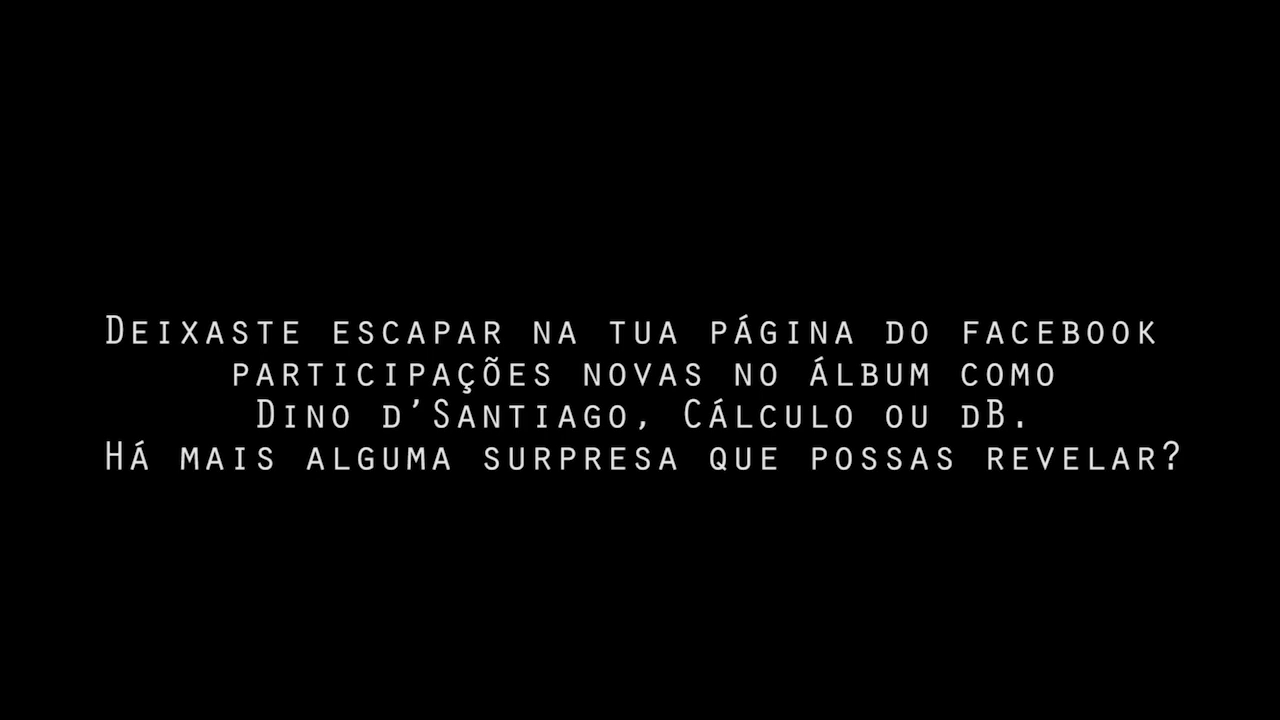 Deixaste escapar na tua página do facebook
participações novas no álbum como
Dino d’Santiago, Cálculo ou dB.
Há mais alguma surpresa que possas revelar?